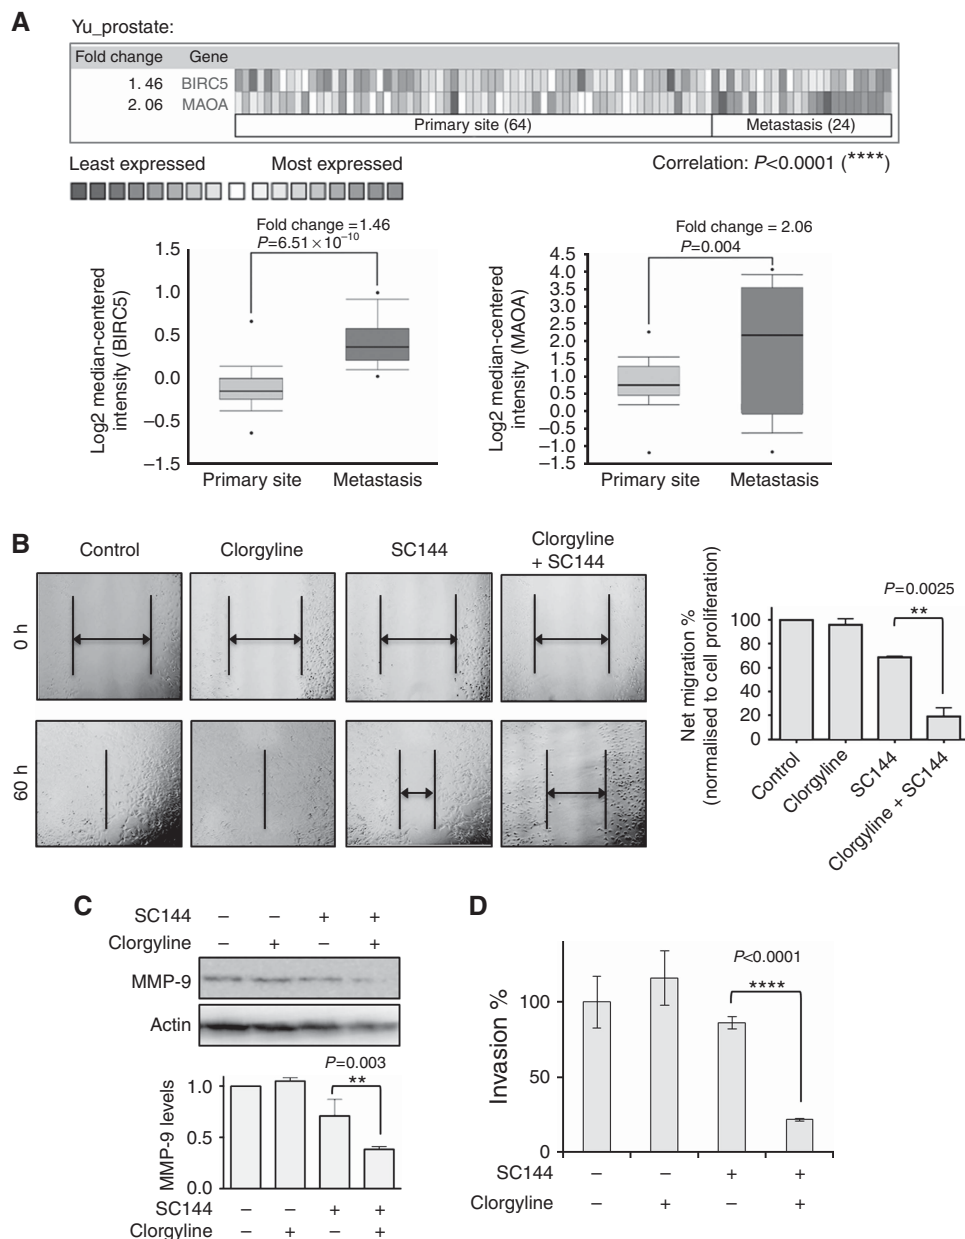 A
Yu_prostate:
Fold change Gene
1. 46 BIRC5
2. 06 MAOA
Primary site (64) Metastasis (24)
Least expressed Most expressed
Correlation: P<0.0001 (****)
Fold change =1.46
P=6.51×10–10
1.5
1.0
0.5
0.0
–0.5
–1.5
Log2 median-centered
intensity (BIRC5)
Primary site Metastasis
Fold change = 2.06
P=0.004
4.5
4.0
3.5
3.0
2.5
2.0
1.5
1.0
0.5
0.0
–0.5
–1.0
–1.5
Log2 median-centered
intensity (MAOA)
Primary site Metastasis
B
Control Clorgyline SC144 Clorgyline
+ SC144
0 h
60 h
Net migration %
(normalised to cell proliferation)
P=0.0025
**
100
80
60
40
20
0
Control
Clorgyline
SC144
Clorgyline + SC144
C
SC144 – – + +
Clorgyline – + – +
MMP-9
Actin
P=0.003
**
MMP-9 levels
1.0
0.5
0.0
SC144 – – + +
Clorgyline – + – +
D
P<0.0001
****
Invasion %
100
50
0
SC144 – – + +
Clorgyline – + – +